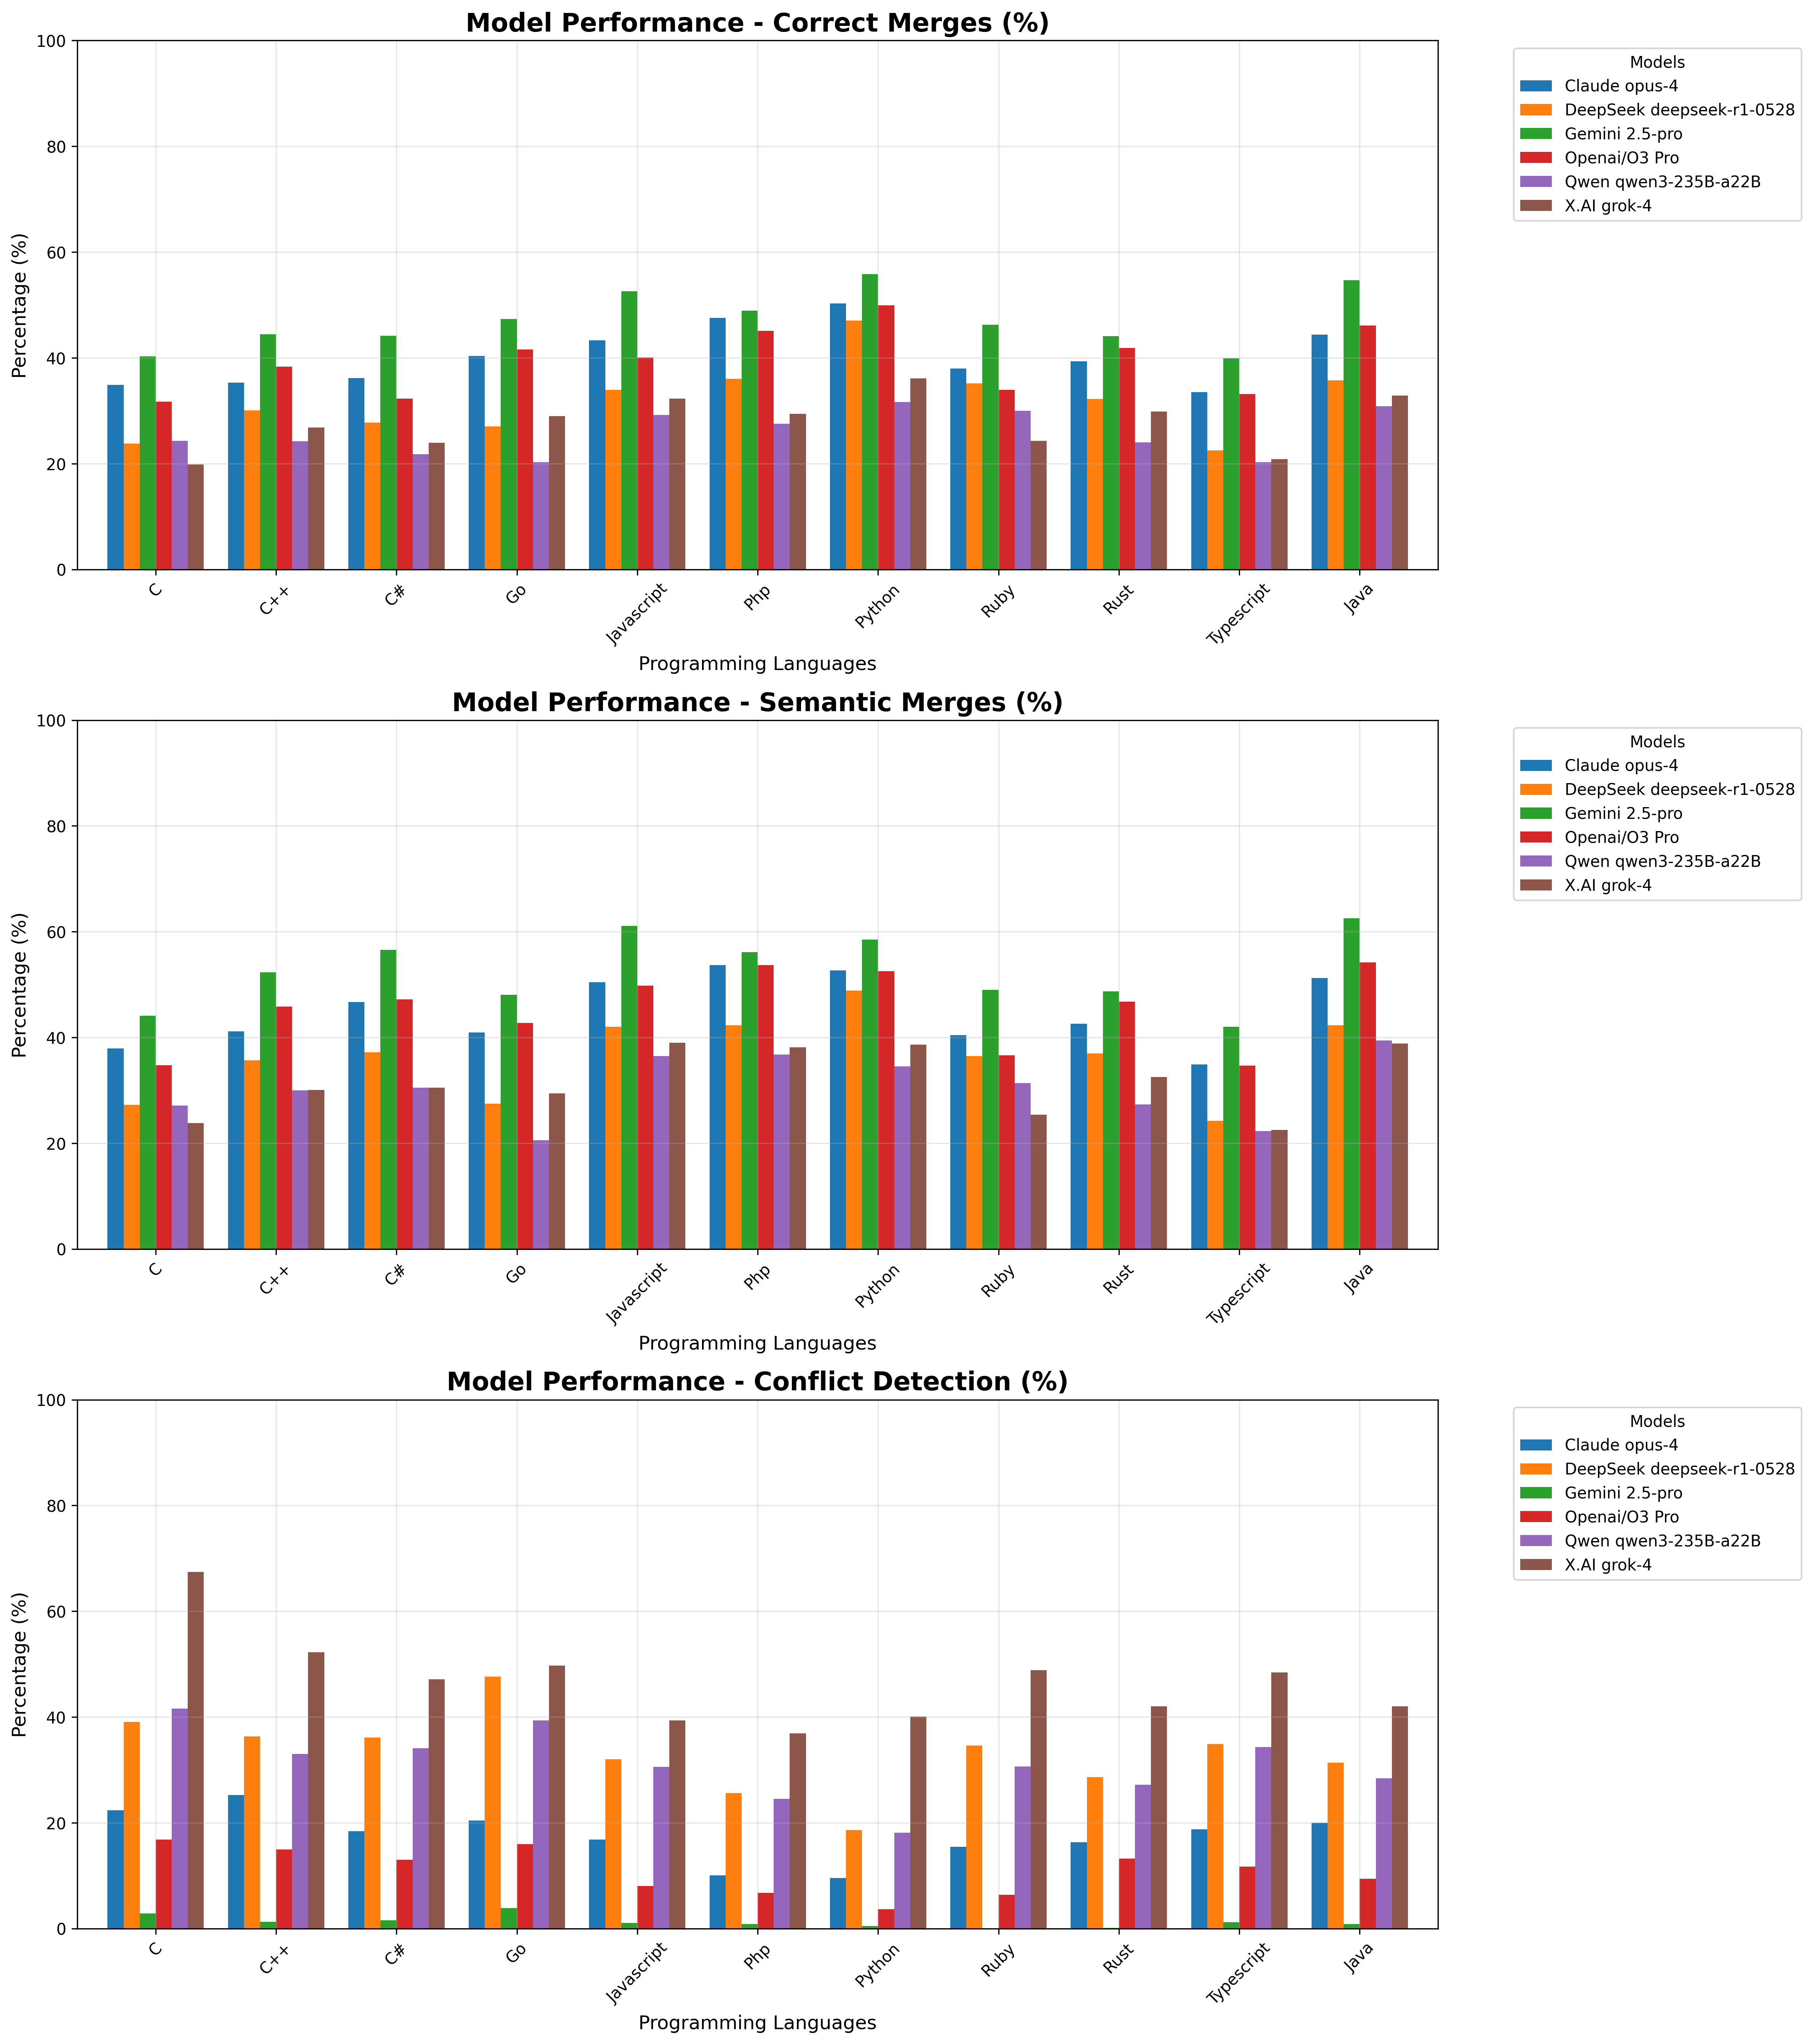 Model Performance - Correct Merges (%)
100
80
60
40
20
0
Percentage (%)
C
C++
C#
Go
Javascript
Php
Python
Ruby
Rust
Typescript
Java
Programming Languages
Models
Claude opus-4
DeepSeek deepseek-r1-0528
Gemini 2.5-pro
Openai/O3 Pro
Qwen qwen3-235B-a22B
X.AI grok-4
Model Performance - Semantic Merges (%)
100
80
60
40
20
0
Percentage (%)
C
C++
C#
Go
Javascript
Php
Python
Ruby
Rust
Typescript
Java
Programming Languages
Models
Claude opus-4
DeepSeek deepseek-r1-0528
Gemini 2.5-pro
Openai/O3 Pro
Qwen qwen3-235B-a22B
X.AI grok-4
Model Performance - Conflict Detection (%)
100
80
60
40
20
0
Percentage (%)
C
C++
C#
Go
Javascript
Php
Python
Ruby
Rust
Typescript
Java
Programming Languages
Models
Claude opus-4
DeepSeek deepseek-r1-0528
Gemini 2.5-pro
Openai/O3 Pro
Qwen qwen3-235B-a22B
X.AI grok-4